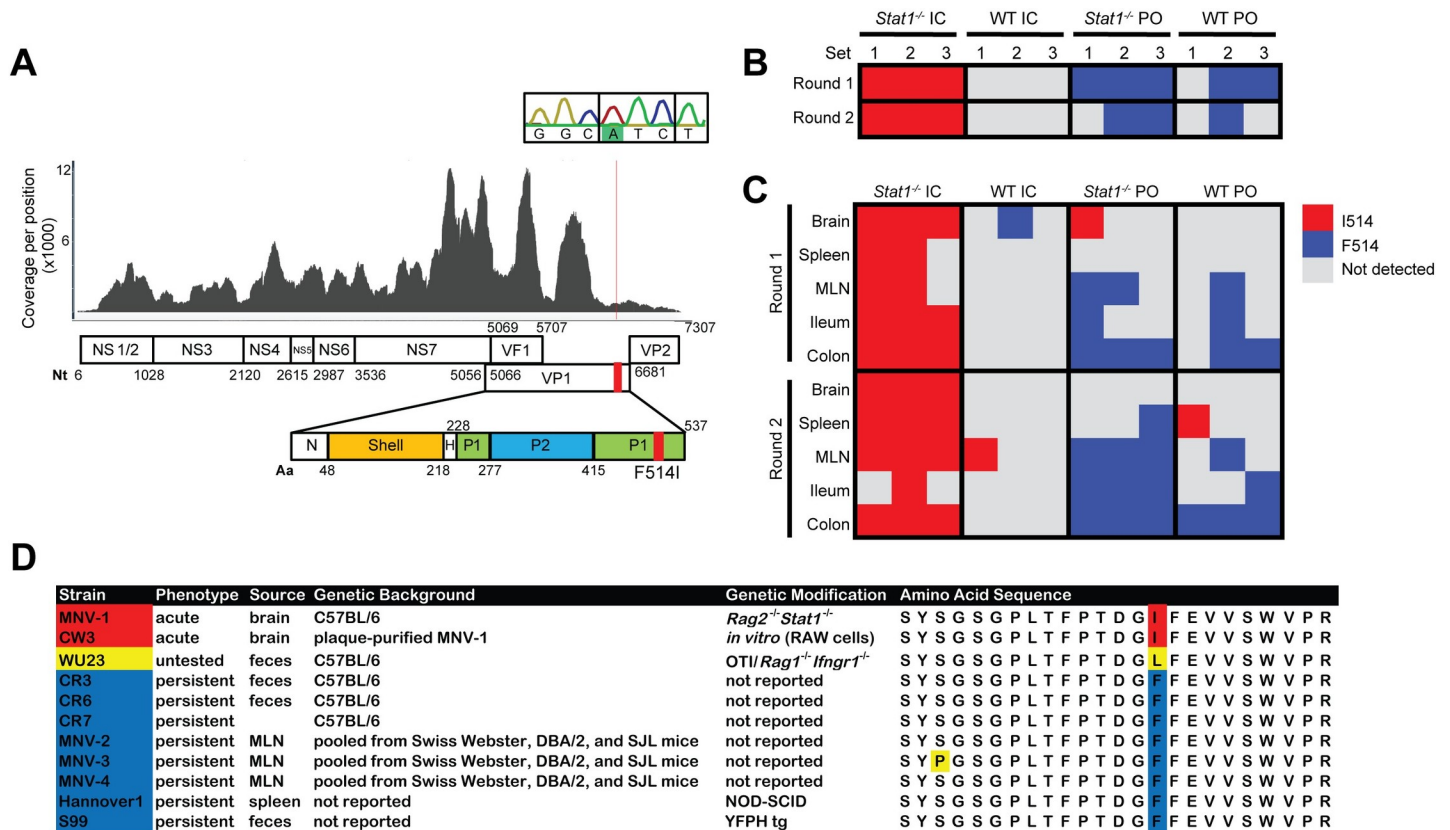 Stat1-/- IC WT IC Stat1-/- PO WT PO
Set 1 2 3 1 2 3 1 2 3 1 2 3
B
Round 1
Round 2
A
G G C A T C T
12
6
Coverage per position
(x1000)
5069 5707 7307
NS 1/2 NS3 NS4 NS5 NS6 NS7 VF1 VP2
Nt 6 1028 2120 2615 2987 3536 5056 5066 VP1 6681
228 537
N Shell H P1 P2 P1
Aa 48 218 277 415 F514I
C
Stat1-/- IC WT IC Stat1-/- PO WT PO
Round 1
Brain
Spleen
MLN
Ileum
Colon
Round 2
Brain
Spleen
MLN
Ileum
Colon
I514
F514
Not detected
D
Strain Phenotype Source Genetic Background Genetic Modification Amino Acid Sequence
MNV-1 acute brain C57BL/6 Rag2-/-Stat1-/- S Y S G S G P L T F P T D G I F E V V S W V P R
CW3 acute brain plaque-purified MNV-1 in vitro (RAW cells) S Y S G S G P L T F P T D G I F E V V S W V P R
WU23 untested feces C57BL/6 OTI/Rag1-/-Ifngr1-/- S Y S G S G P L T F P T D G L F E V V S W V P R
CR3 persistent feces C57BL/6 not reported S Y S G S G P L T F P T D G F F E V V S W V P R
CR6 persistent feces C57BL/6 not reported S Y S G S G P L T F P T D G F F E V V S W V P R
CR7 persistent C57BL/6 not reported S Y S G S G P L T F P T D G F F E V V S W V P R
MNV-2 persistent MLN pooled from Swiss Webster, DBA/2, and SJL mice not reported S Y S G S G P L T F P T D G F F E V V S W V P R
MNV-3 persistent MLN pooled from Swiss Webster, DBA/2, and SJL mice not reported S Y P G S G P L T F P T D G F F E V V S W V P R
MNV-4 persistent MLN pooled from Swiss Webster, DBA/2, and SJL mice not reported S Y S G S G P L T F P T D G F F E V V S W V P R
Hannover1 persistent spleen not reported NOD-SCID S Y S G S G P L T F P T D G F F E V V S W V P R
S99 persistent feces not reported YFPH tg S Y S G S G P L T F P T D G F F E V V S W V P R